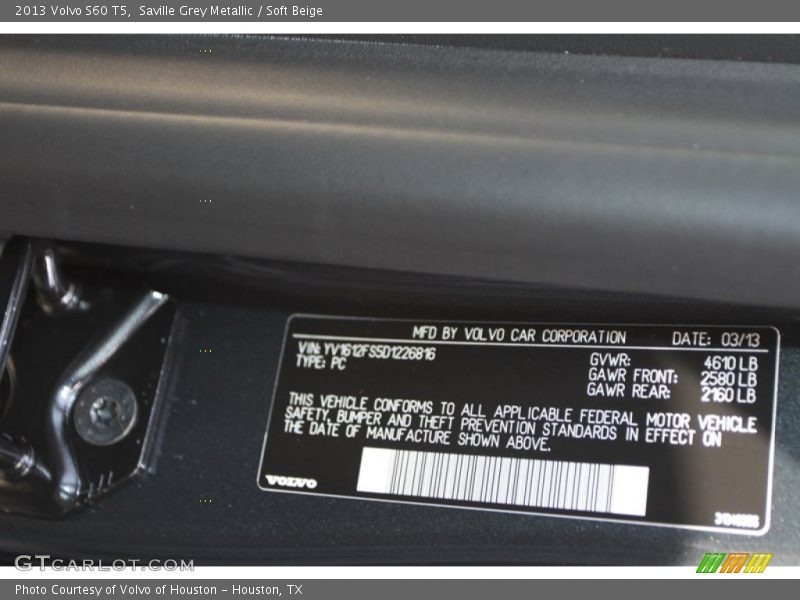 2013 Volvo S60 T5, Saville Grey Metallic / Soft Beige
MFD BY VOLVO CAR CORPORATION DATE: 03/13
VIN: YV1612FS5D1226816
TYPE: PC
GVWR: 4610 LB
GAWR FRONT: 2580 LB
GAWR REAR: 2160 LB
THIS VEHICLE CONFORMS TO ALL APPLICABLE FEDERAL MOTOR VEHICLE
SAFETY, BUMPER AND THEFT PREVENTION STANDARDS IN EFFECT ON
THE DATE OF MANUFACTURE SHOWN ABOVE.
VOLVO
GTCARLOT.COM
Photo Courtesy of Volvo of Houston - Houston, TX